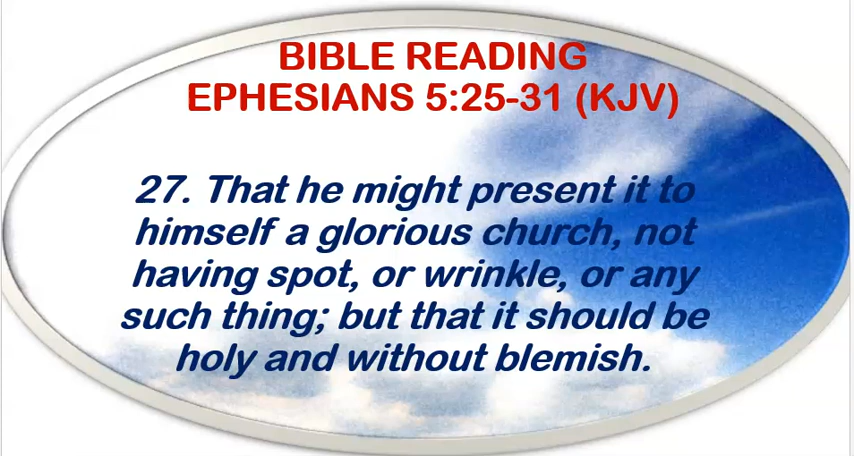 BIBLE READING
EPHESIANS 5:25-31 (KJV)
27. That he might present it to
himself a glorious church, not
having spot, or wrinkle, or any
such thing; but that it should be
holy and without blemish.